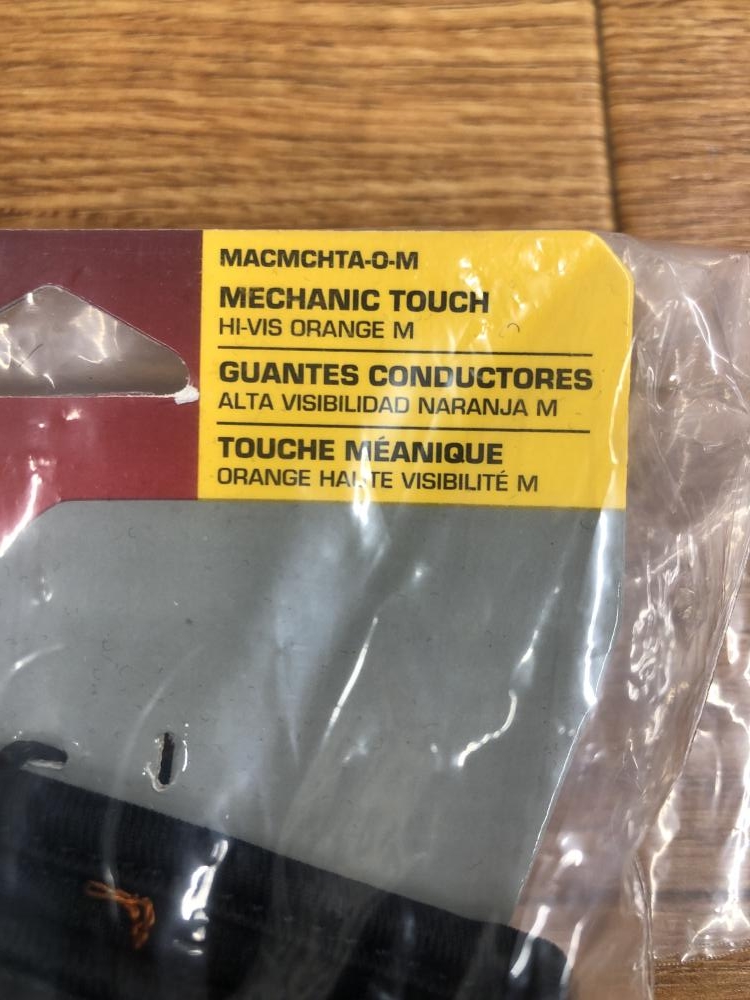 MACMCHTA-O-M
MECHANIC TOUCH
HI-VIS ORANGE M
GUANTES CONDUCTORES
ALTA VISIBILIDAD NARANJA M
TOUCHE MÉANIQUE
ORANGE HAUTE VISIBILITÉ M